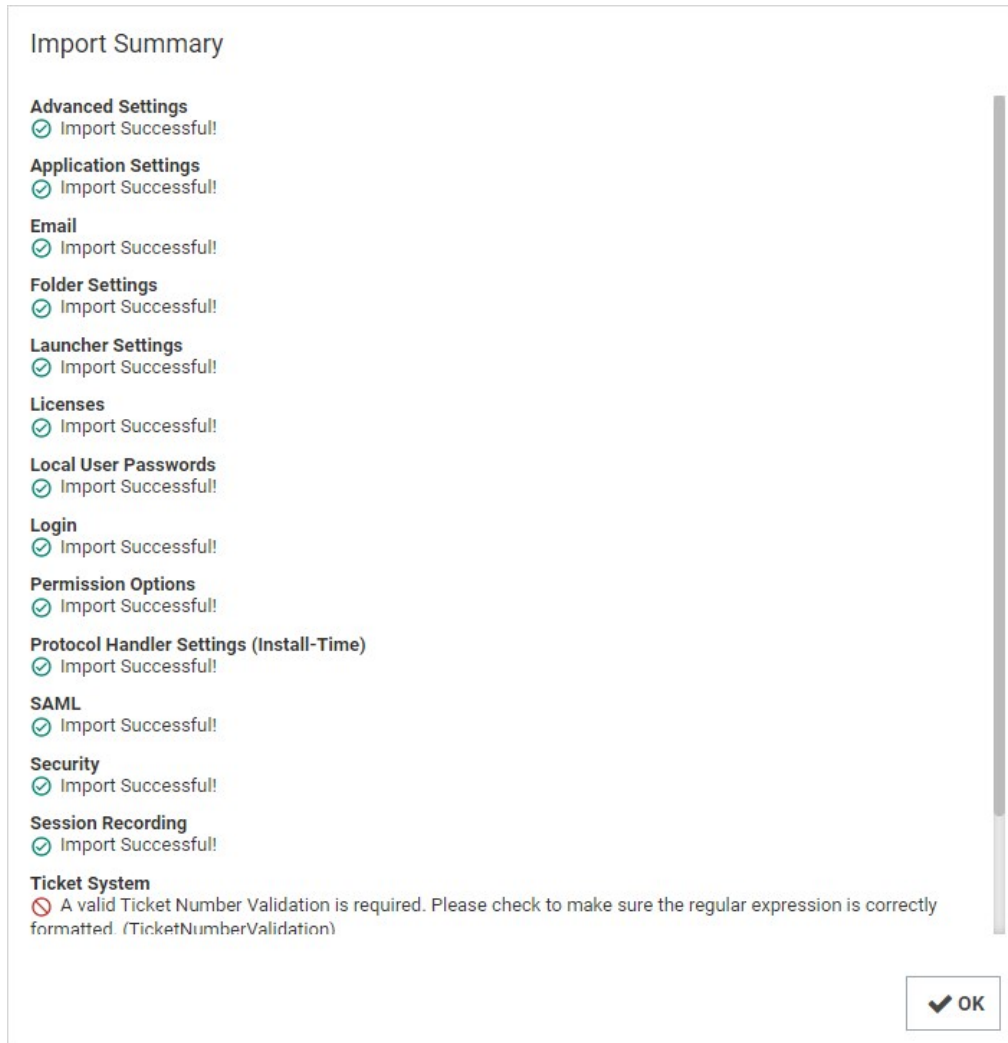 Import Summary
Advanced Settings
Import Successful!
Application Settings
Import Successful!
Email
Import Successful!
Folder Settings
Import Successful!
Launcher Settings
Import Successful!
Licenses
Import Successful!
Local User Passwords
Import Successful!
Login
Import Successful!
Permission Options
Import Successful!
Protocol Handler Settings (Install-Time)
Import Successful!
SAML
Import Successful!
Security
Import Successful!
Session Recording
Import Successful!
Ticket System
A valid Ticket Number Validation is required. Please check to make sure the regular expression is correctly
formatted. (TicketNumberValidation)
OK